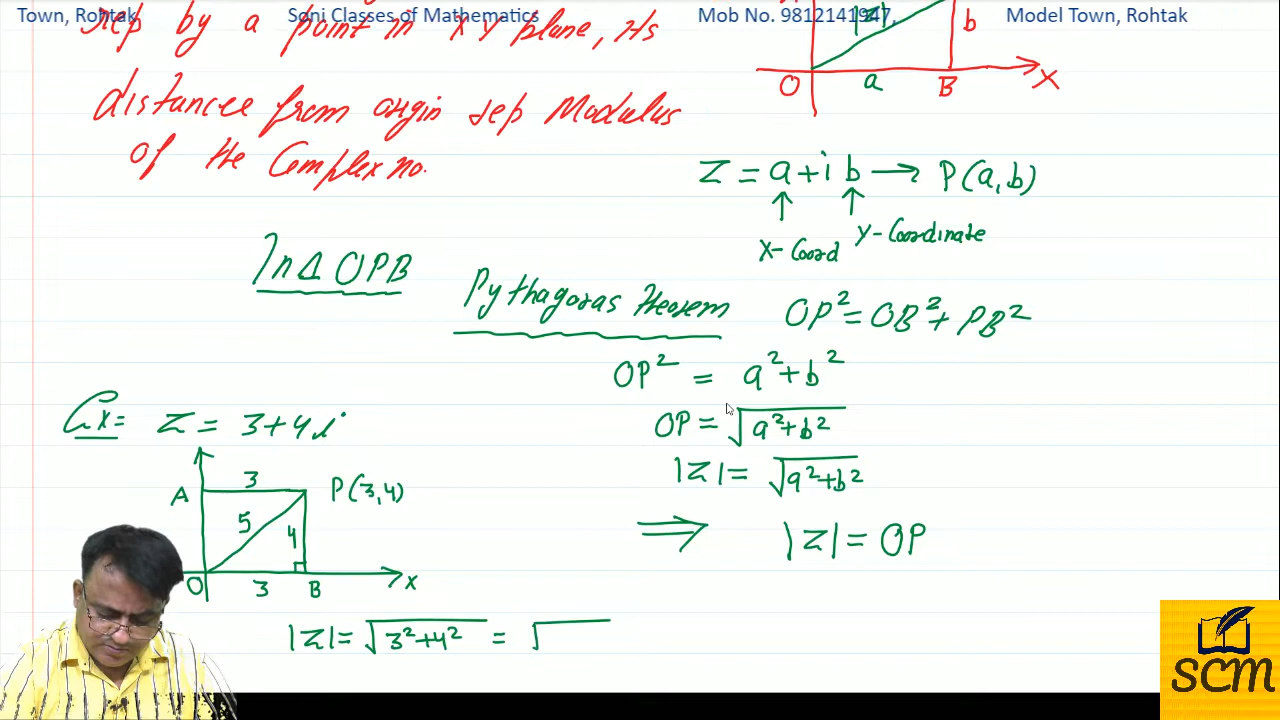 Town, Rohtak Soni Classes of Mathematics Mob No. 9812141947, Model Town, Rohtak
rep by a point in XY plane, Its
distances from origin rep Modulus
Of the Complex no.
|Z| b
O a B X
Z = a + i b → P(a, b)
X-Coord Y-Coordinate
In Δ OPB
Pythagoras Theorem OP² = OB² + PB²
OP² = a² + b²
OP = √a² + b²
|Z| = √a² + b²
⇒ |Z| = OP
Ex= Z = 3 + 4i
A 3 P(3, 4)
5 4
O 3 B X
|Z| = √3² + 4² = √
SCM